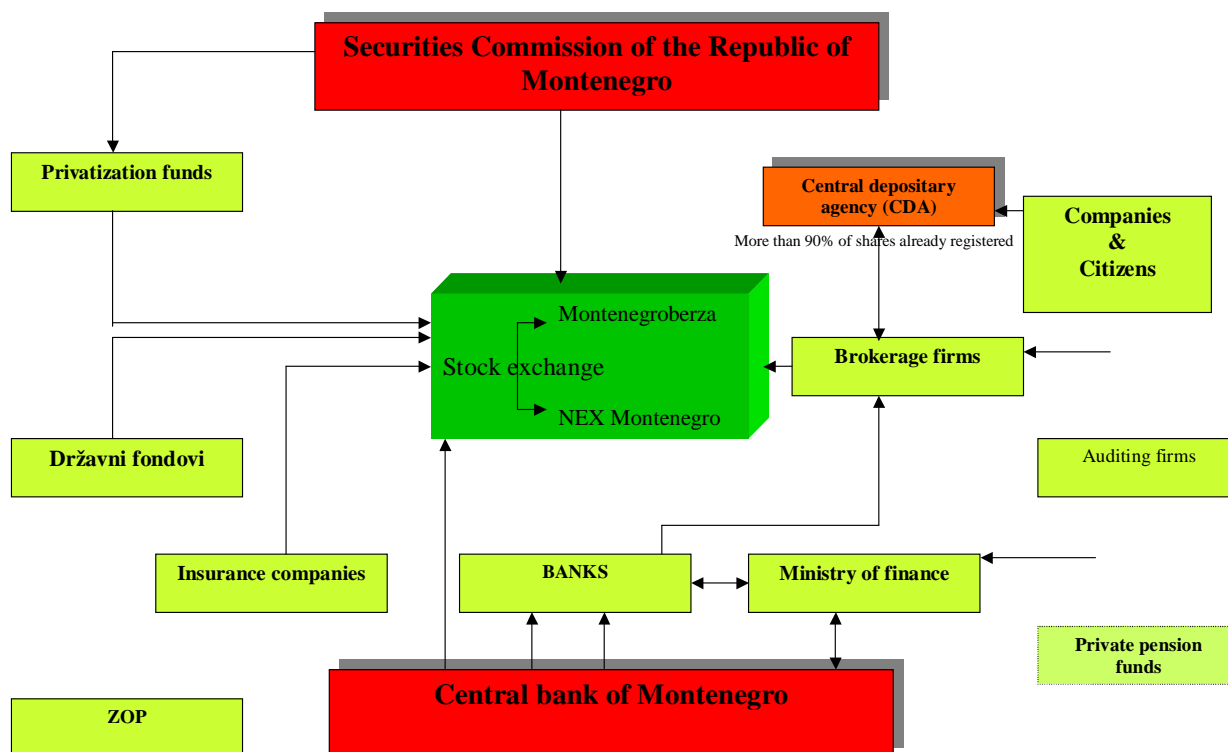 Securities Commission of the Republic of
Montenegro
Privatization funds
Central depositary
agency (CDA)
More than 90% of shares already registered
Companies
&
Citizens
Montenegroberza
Stock exchange
NEX Montenegro
Brokerage firms
Državni fondovi
Auditing firms
Insurance companies
BANKS
Ministry of finance
Private pension
funds
Central bank of Montenegro
ZOP